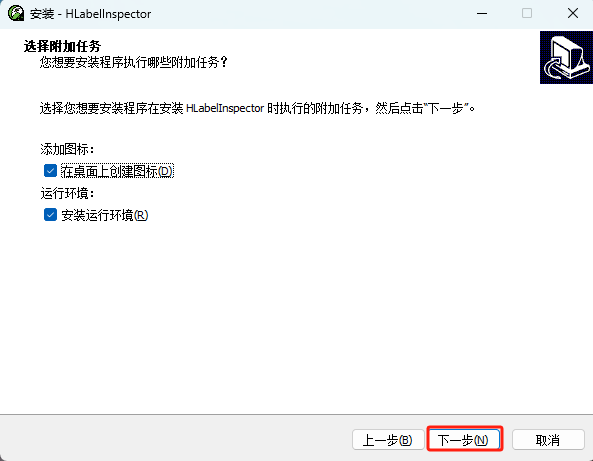 安装 - HLabelInspector
选择附加任务
您想要安装程序执行哪些附加任务？
选择您想要安装程序在安装 HLabelInspector 时执行的附加任务，然后点击“下一步”。
添加图标：
在桌面上创建图标(D)
运行环境：
安装运行环境(R)
上一步(B) 下一步(N) 取消